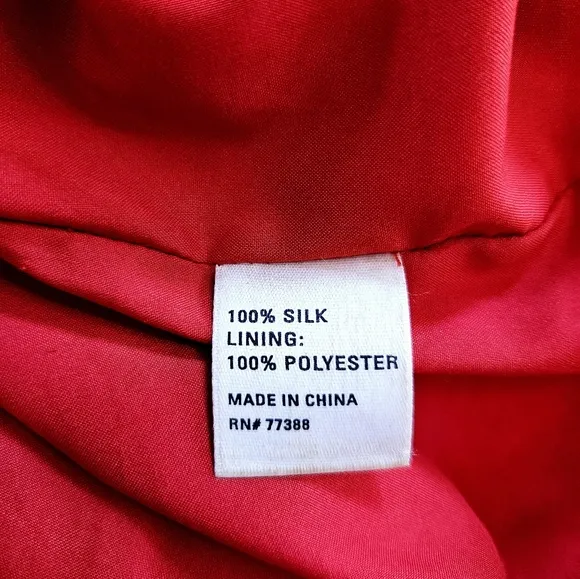 100% SILK
LINING:
100% POLYESTER
MADE IN CHINA
RN# 77388